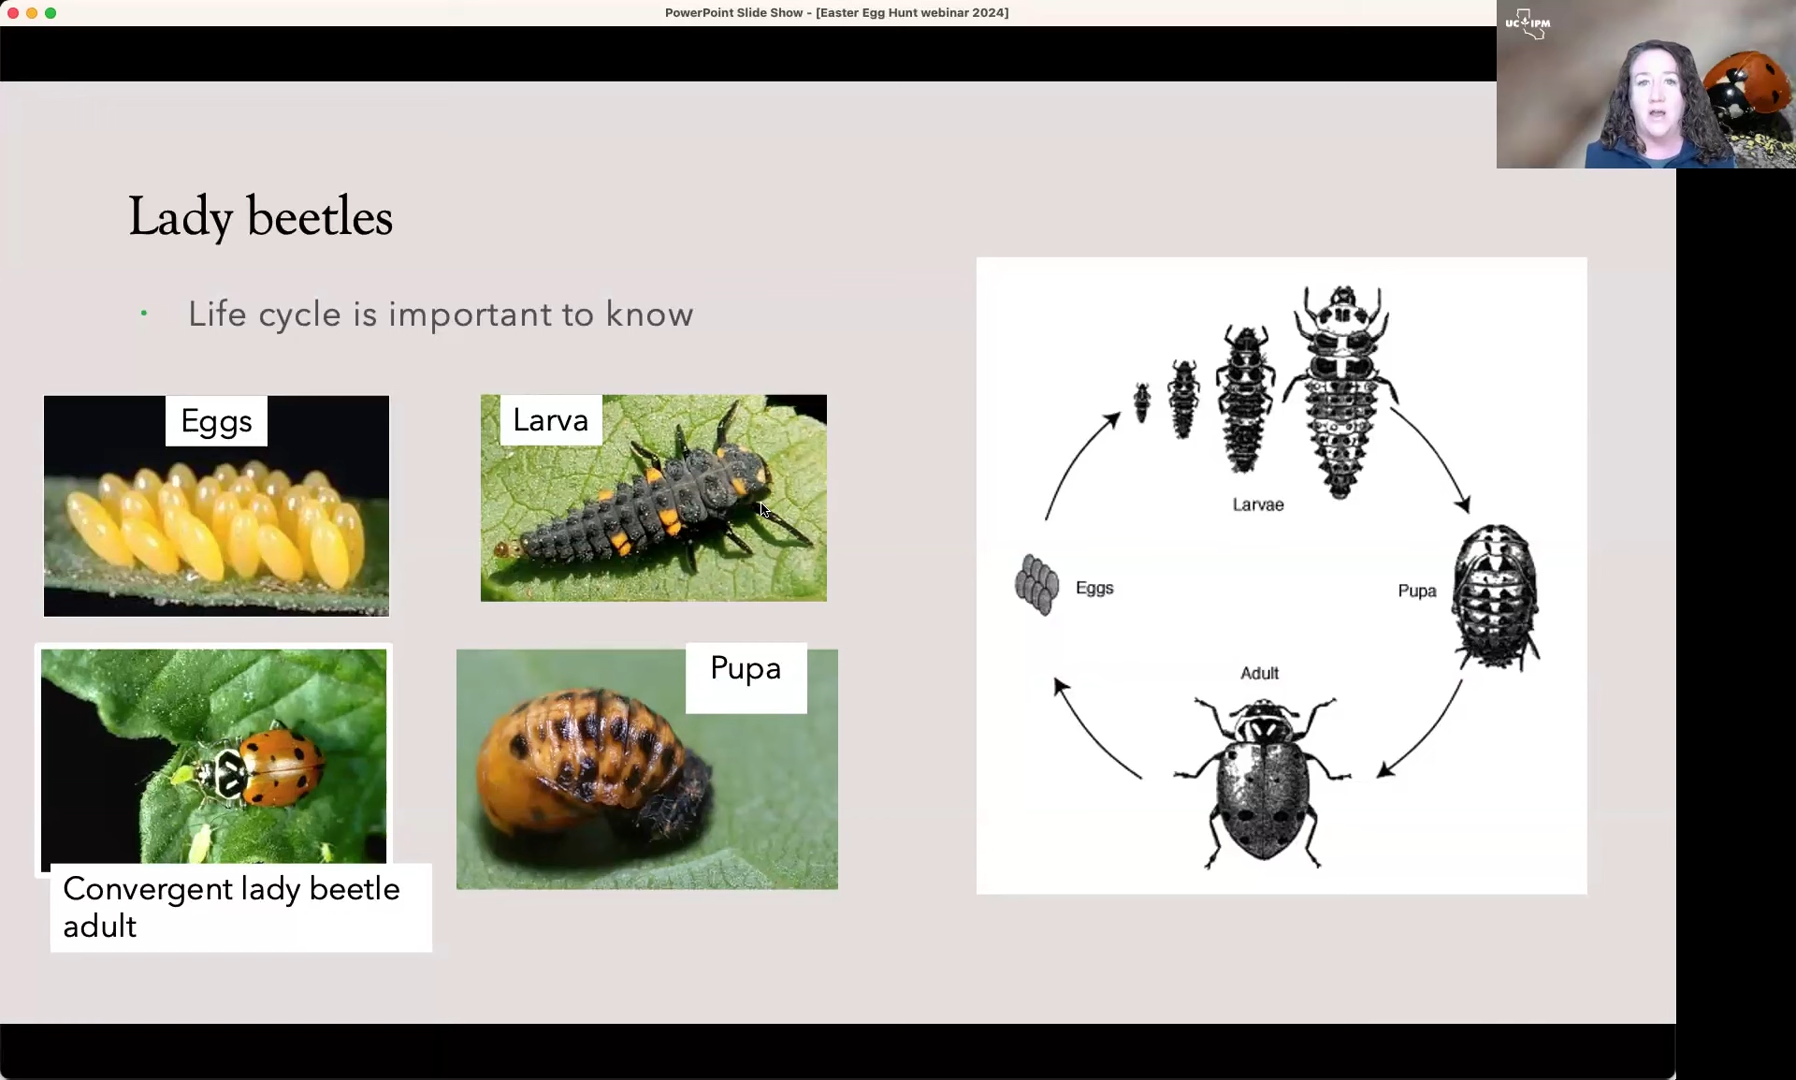 PowerPoint Slide Show - [Easter Egg Hunt webinar 2024]
UC IPM
Lady beetles
• Life cycle is important to know
Eggs
Larva
Convergent lady beetle
adult
Pupa
Larvae
Eggs
Pupa
Adult